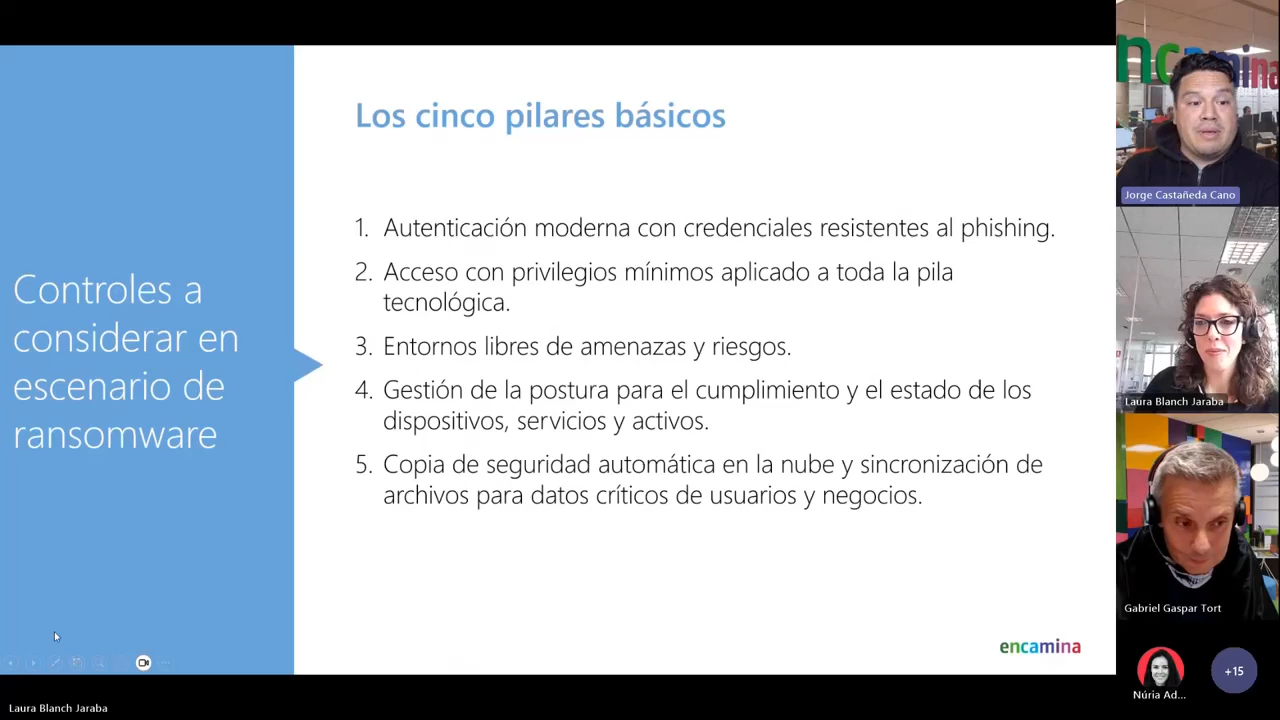 Controles a
considerar en
escenario de
ransomware
Los cinco pilares básicos
1. Autenticación moderna con credenciales resistentes al phishing.
2. Acceso con privilegios mínimos aplicado a toda la pila
tecnológica.
3. Entornos libres de amenazas y riesgos.
4. Gestión de la postura para el cumplimiento y el estado de los
dispositivos, servicios y activos.
5. Copia de seguridad automática en la nube y sincronización de
archivos para datos críticos de usuarios y negocios.
encamina
encamina
Jorge Castañeda Cano
Laura Blanch Jaraba
Gabriel Gaspar Tort
Núria Ad...
+15
Laura Blanch Jaraba